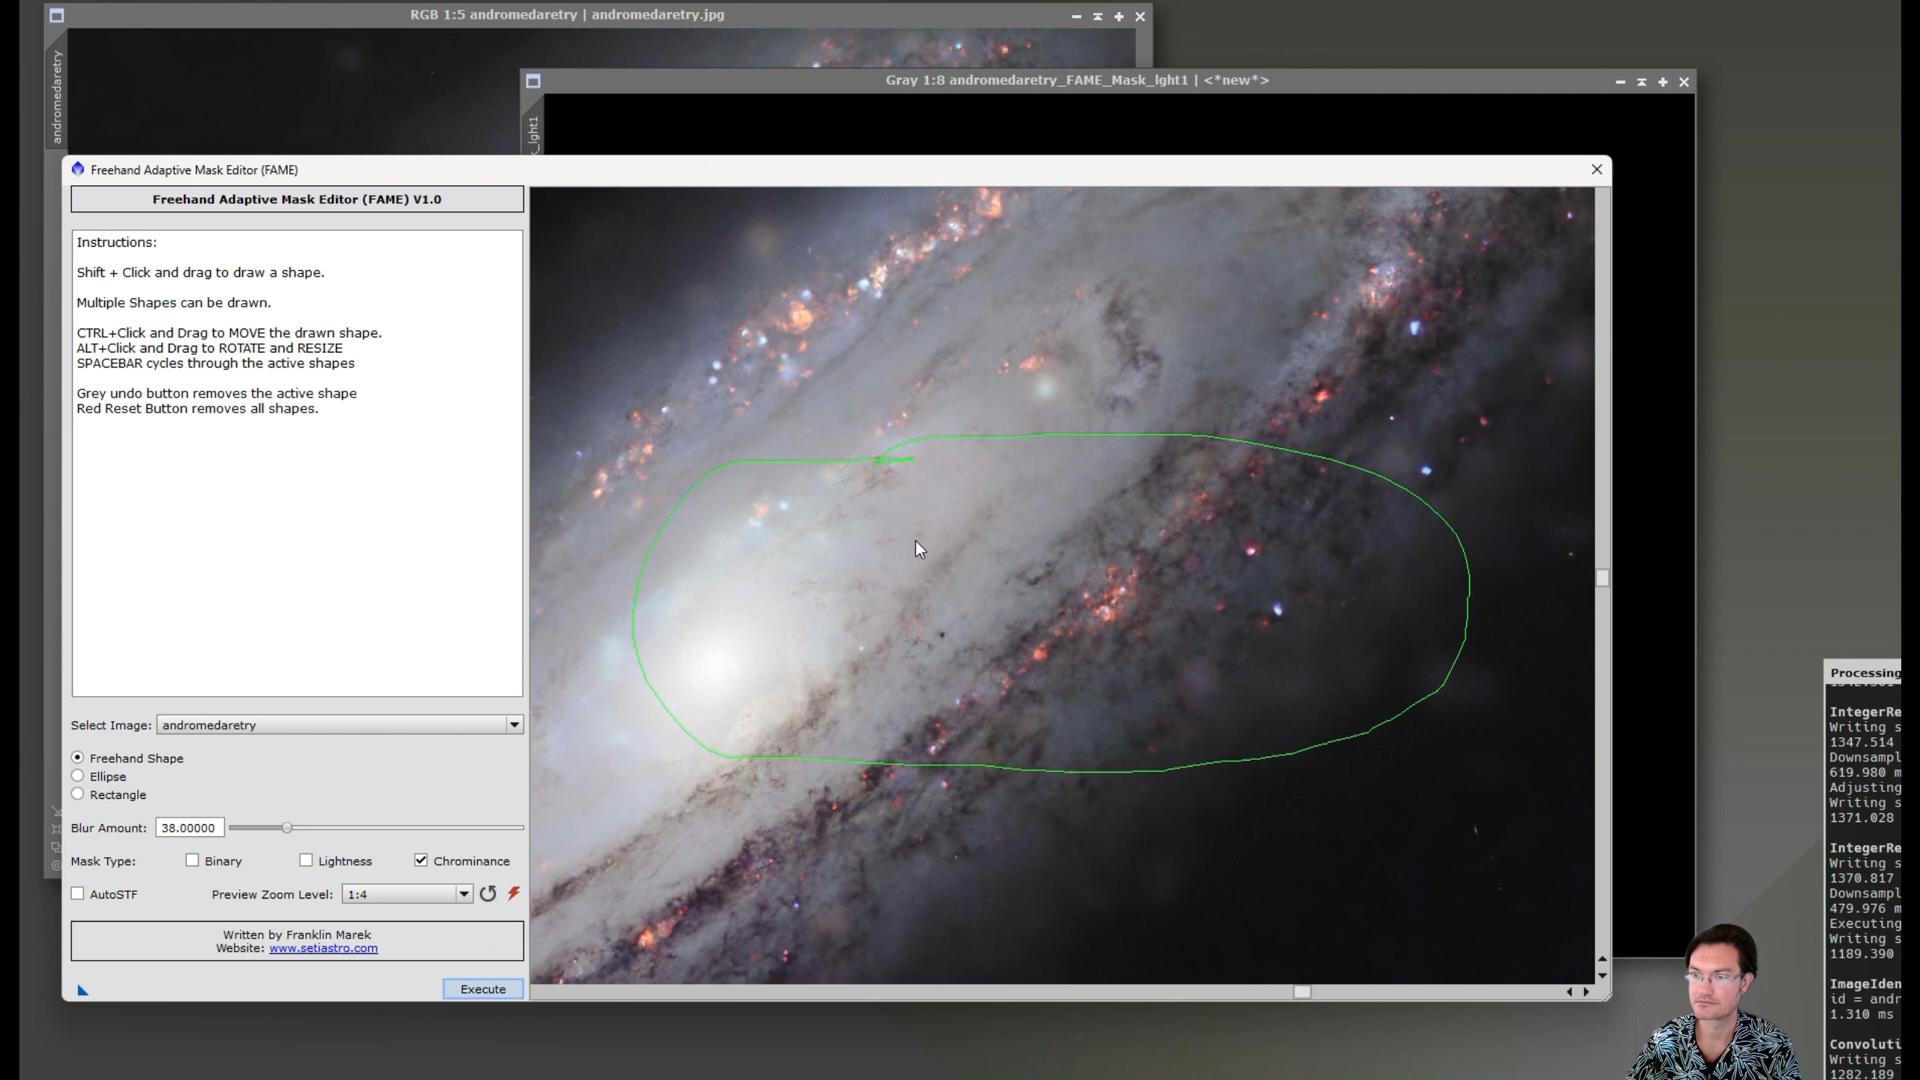 RGB 1:5 andromedaretry | andromedaretry.jpg
andromedaretry
Gray 1:8 andromedaretry_FAME_Mask_lght1 | <*new*>
Freehand Adaptive Mask Editor (FAME)
Freehand Adaptive Mask Editor (FAME) V1.0
Instructions:
Shift + Click and drag to draw a shape.
Multiple Shapes can be drawn.
CTRL+Click and Drag to MOVE the drawn shape.
ALT+Click and Drag to ROTATE and RESIZE
SPACEBAR cycles through the active shapes
Grey undo button removes the active shape
Red Reset Button removes all shapes.
Select Image: andromedaretry
Freehand Shape
Ellipse
Rectangle
Blur Amount: 38.00000
Mask Type: Binary Lightness Chrominance
AutoSTF Preview Zoom Level: 1:4
Written by Franklin Marek
Website: www.setiastro.com
Execute
Processing
IntegerRe
Writing s
1347.514
Downsampl
619.980 m
Adjusting
Writing s
1371.028
IntegerRe
Writing s
1370.817
Downsampl
479.976 m
Executing
Writing s
1189.390
ImageIden
id = andr
1.310 ms
Convoluti
Writing s
1282.189